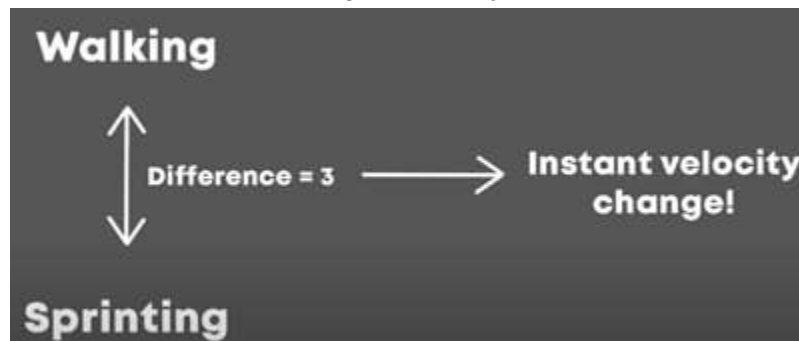 Walking
Difference = 3
Instant velocity
change!
Sprinting